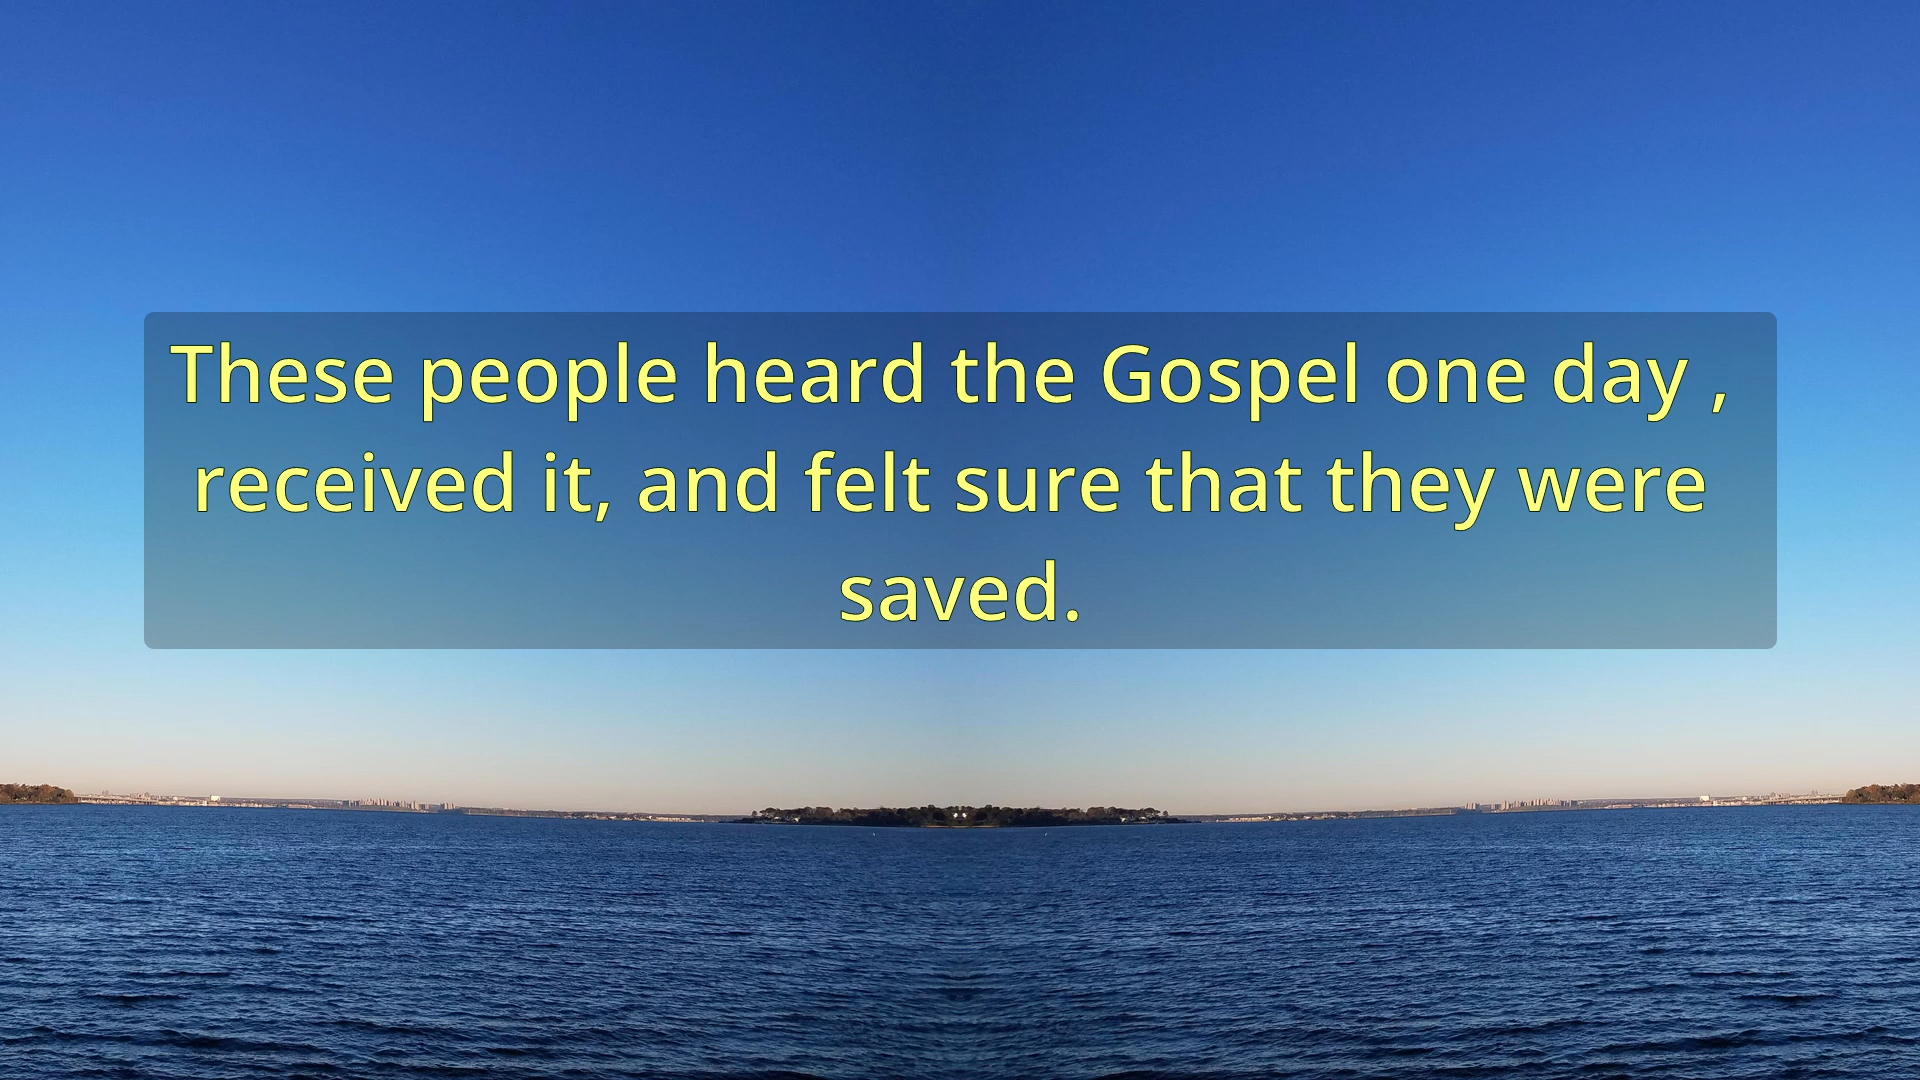 These people heard the Gospel one day ,
received it, and felt sure that they were
saved.